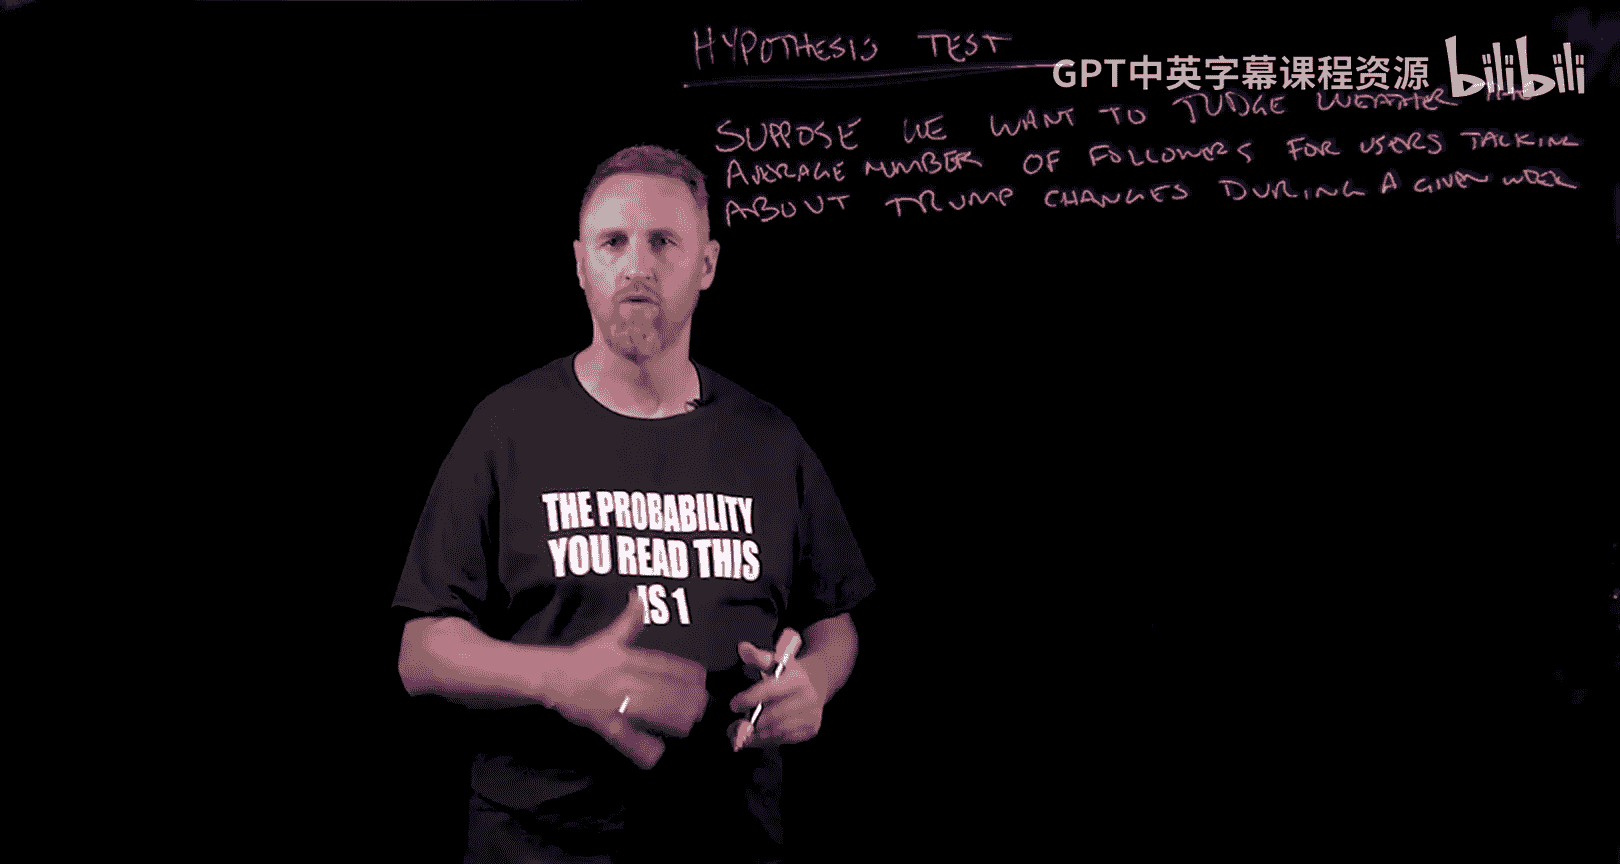 HYPOTHESIS TEST
GPT中英字幕课程资源 bilibili
SUPPOSE WE WANT TO JUDGE WEATHER THE
AVERAGE NUMBER OF FOLLOWERS FOR USERS TALKING
ABOUT TRUMP CHANGES DURING A GIVEN WEEK
THE PROBABILITY
YOU READ THIS
IS 1